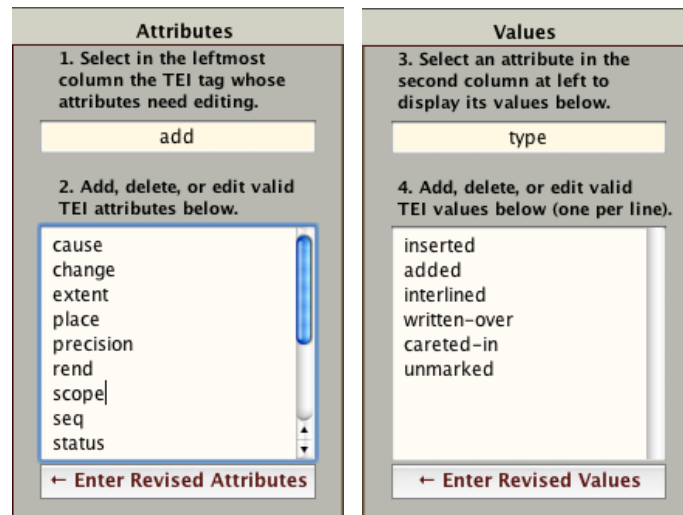 Attributes
1. Select in the leftmost
column the TEI tag whose
attributes need editing.
add
2. Add, delete, or edit valid
TEI attributes below.
cause
change
extent
place
precision
rend
scope
seq
status
← Enter Revised Attributes
Values
3. Select an attribute in the
second column at left to
display its values below.
type
4. Add, delete, or edit valid
TEI values below (one per line).
inserted
added
interlined
written-over
careted-in
unmarked
← Enter Revised Values